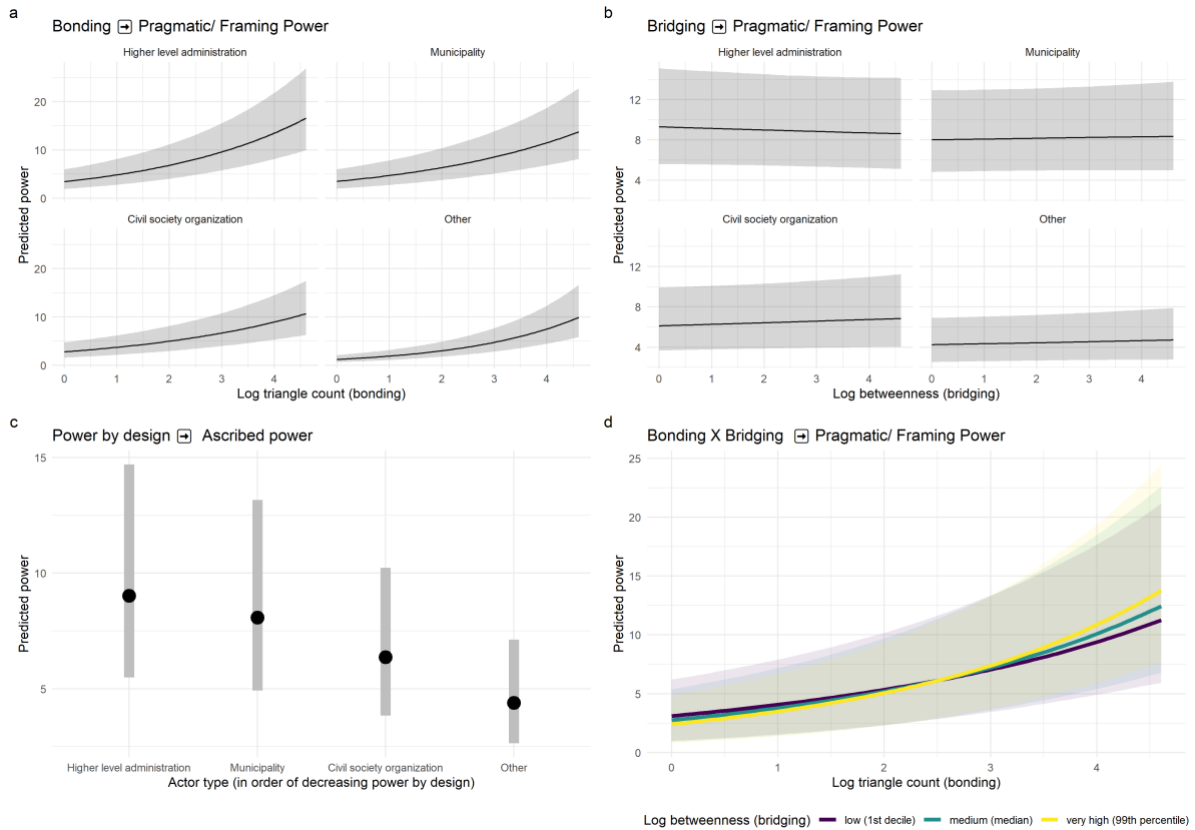 a
Bonding → Pragmatic/ Framing Power
Higher level administration
Municipality
20
10
0
Civil society organization
Other
20
10
0
Predicted power
0 1 2 3 4
0 1 2 3 4
Log triangle count (bonding)
b
Bridging → Pragmatic/ Framing Power
Higher level administration
Municipality
12
8
4
Civil society organization
Other
12
8
4
Predicted power
0 1 2 3 4
0 1 2 3 4
Log betweenness (bridging)
c
Power by design → Ascribed power
15
10
5
Predicted power
Higher level administration
Municipality
Civil society organization
Other
Actor type (in order of decreasing power by design)
d
Bonding X Bridging → Pragmatic/ Framing Power
25
20
15
10
5
0
Predicted power
0 1 2 3 4
Log triangle count (bonding)
Log betweenness (bridging) low (1st decile) medium (median) very high (99th percentile)